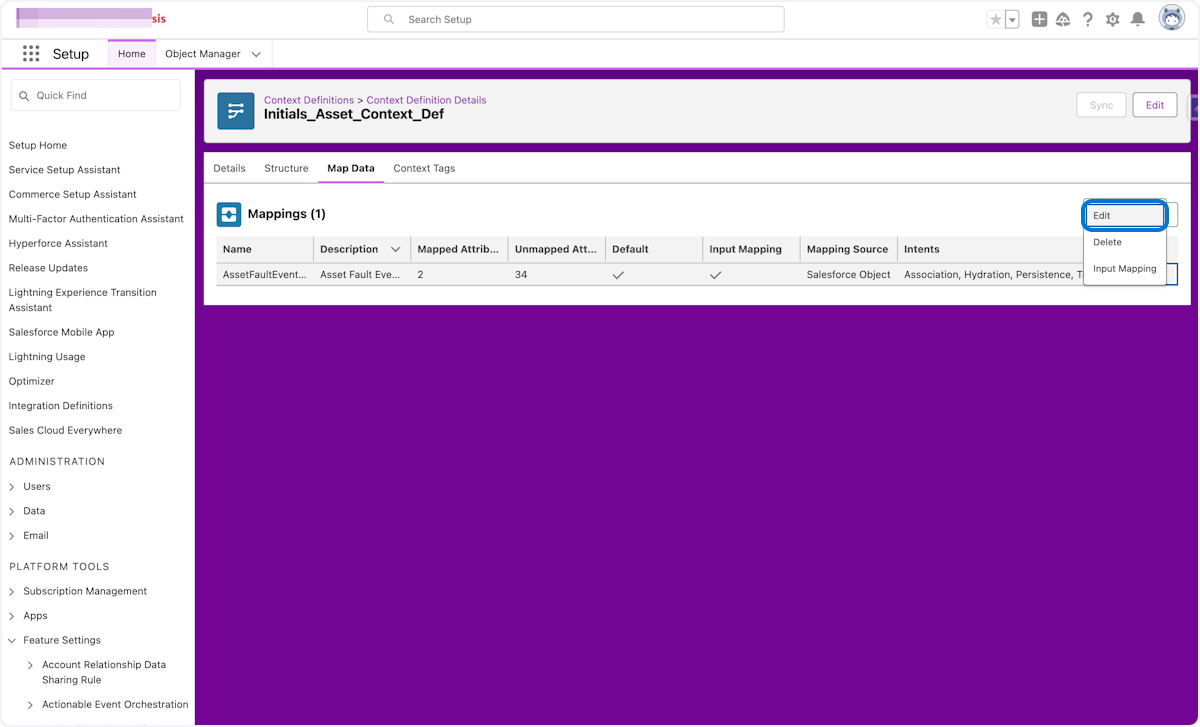 sis
Search Setup
Setup
Home
Object Manager
Quick Find
Setup Home
Service Setup Assistant
Commerce Setup Assistant
Multi-Factor Authentication Assistant
Hyperforce Assistant
Release Updates
Lightning Experience Transition
Assistant
Salesforce Mobile App
Lightning Usage
Optimizer
Integration Definitions
Sales Cloud Everywhere
ADMINISTRATION
Users
Data
Email
PLATFORM TOOLS
Subscription Management
Apps
Feature Settings
Account Relationship Data
Sharing Rule
Actionable Event Orchestration
Context Definitions > Context Definition Details
Initials_Asset_Context_Def
Sync
Edit
Details Structure Map Data Context Tags
Mappings (1)
Name Description Mapped Attrib... Unmapped Att... Default Input Mapping Mapping Source Intents
AssetFaultEvent... Asset Fault Eve... 2 34 Salesforce Object Association, Hydration, Persistence, T
Edit
Delete
Input Mapping